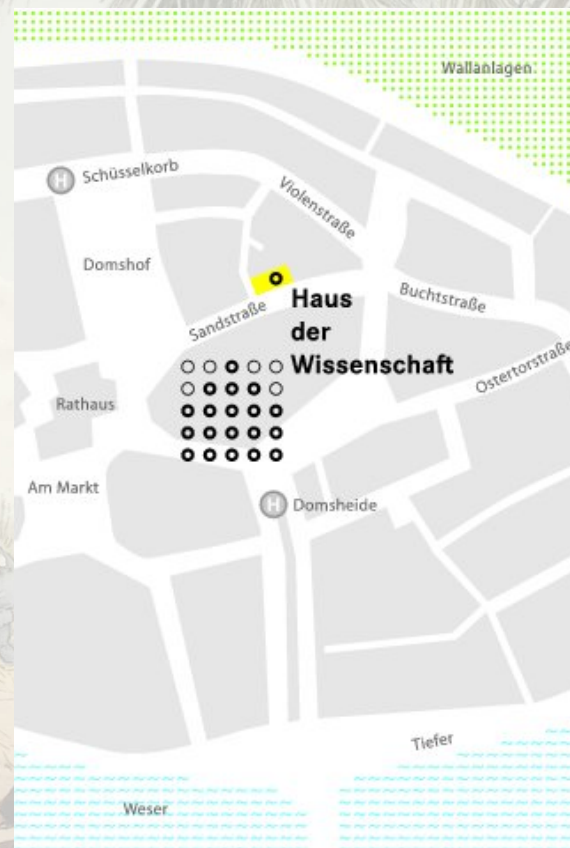 Wallanlagen
H Schüsselkorb
Violenstraße
Domshof
Haus
der
Wissenschaft
Buchtstraße
Sandstraße
Ostertorstraße
Rathaus
Am Markt
H Domsheide
Tiefer
Weser